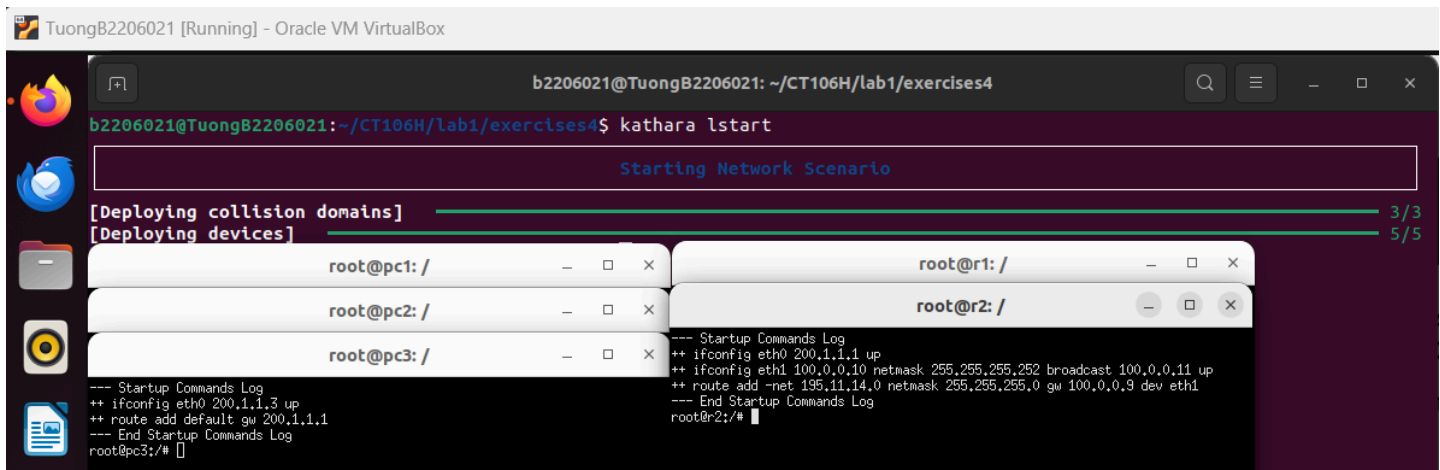 TuongB2206021 [Running] - Oracle VM VirtualBox
b2206021@TuongB2206021: ~/CT106H/lab1/exercises4
b2206021@TuongB2206021:~/CT106H/lab1/exercises4$ kathara lstart
Starting Network Scenario
[Deploying collision domains] 3/3
[Deploying devices] 5/5
root@pc1: /
root@pc2: /
root@pc3: /
--- Startup Commands Log
++ ifconfig eth0 200.1.1.3 up
++ route add default gw 200.1.1.1
--- End Startup Commands Log
root@pc3:/#
root@r1: /
root@r2: /
--- Startup Commands Log
++ ifconfig eth0 200.1.1.1 up
++ ifconfig eth1 100.0.0.10 netmask 255.255.255.252 broadcast 100.0.0.11 up
++ route add -net 195.11.14.0 netmask 255.255.255.0 gw 100.0.0.9 dev eth1
--- End Startup Commands Log
root@r2:/#